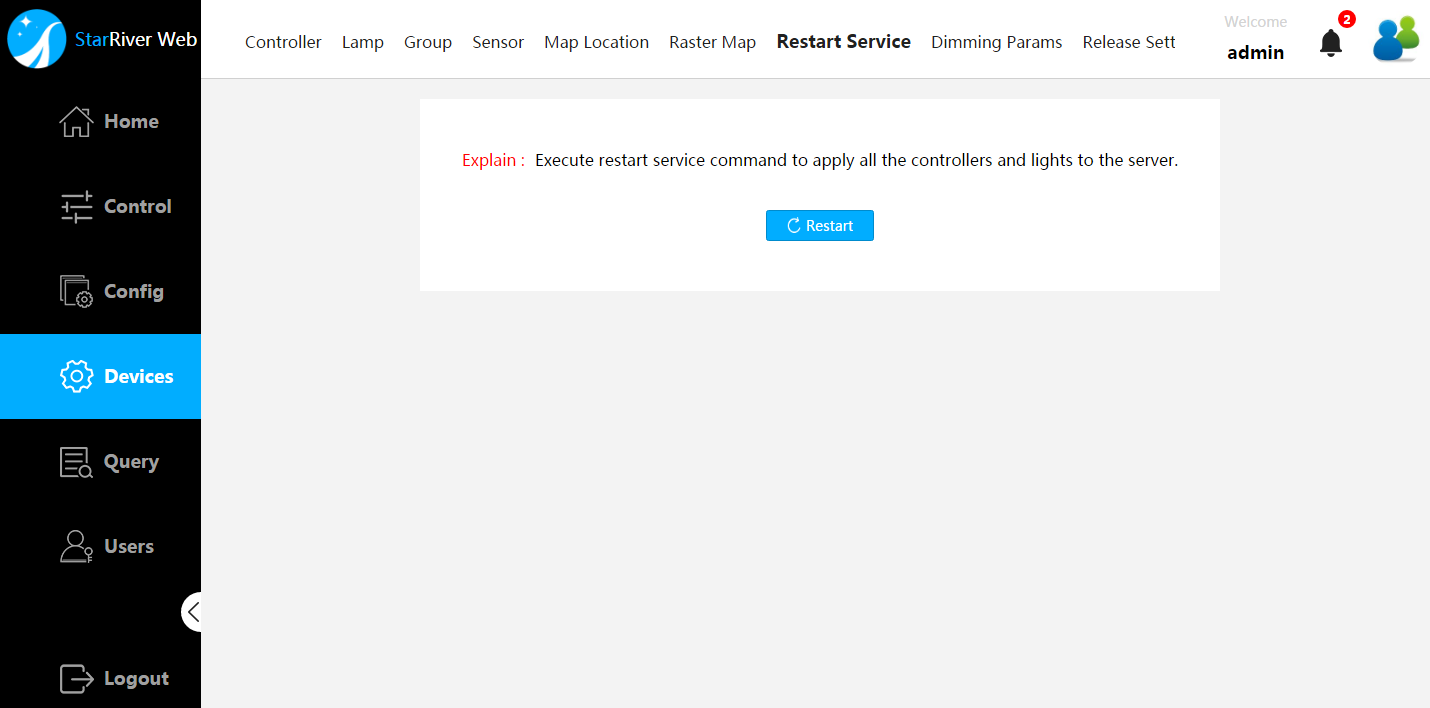 StarRiver Web
Controller Lamp Group Sensor Map Location Raster Map Restart Service Dimming Params Release Sett
Welcome
admin
2
Home
Control
Config
Devices
Query
Users
Logout
Explain : Execute restart service command to apply all the controllers and lights to the server.
Restart